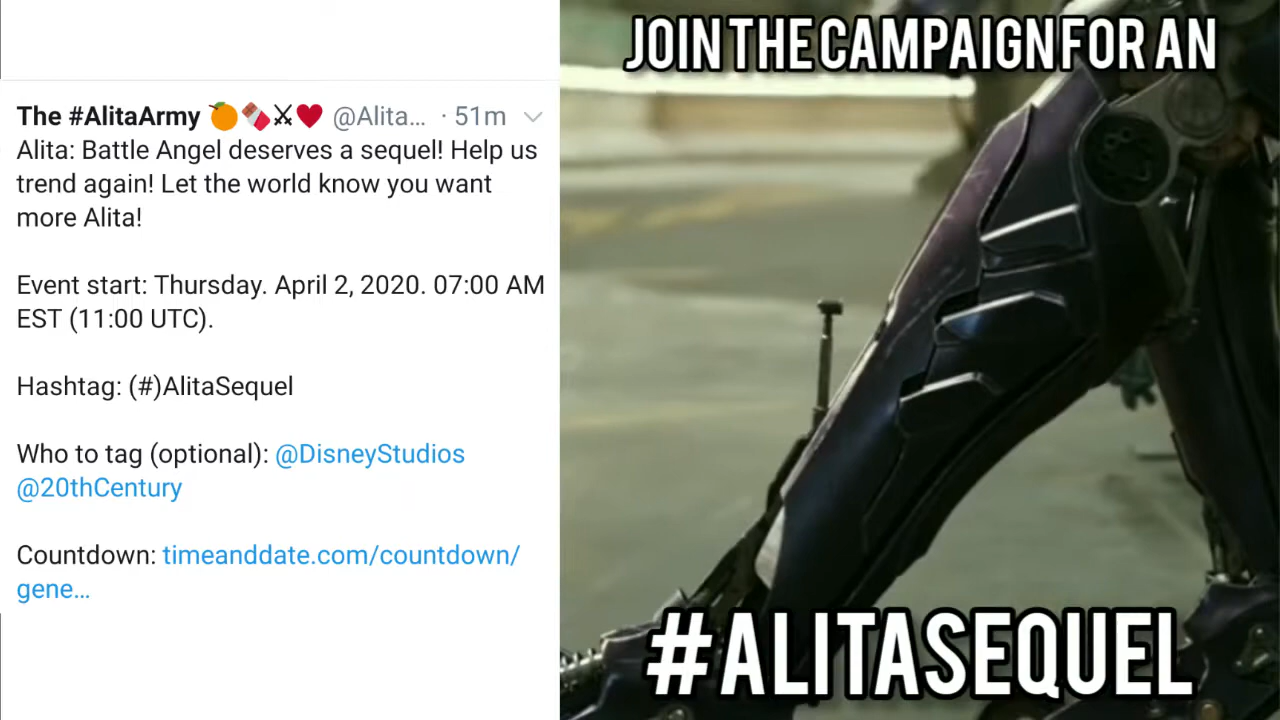 The #AlitaArmy 🍊🍫⚔❤ @Alita... · 51m
Alita: Battle Angel deserves a sequel! Help us
trend again! Let the world know you want
more Alita!
Event start: Thursday. April 2, 2020. 07:00 AM
EST (11:00 UTC).
Hashtag: (#)AlitaSequel
Who to tag (optional): @DisneyStudios
@20thCentury
Countdown: timeanddate.com/countdown/
gene...
JOIN THE CAMPAIGN FOR AN
#ALITASEQUEL